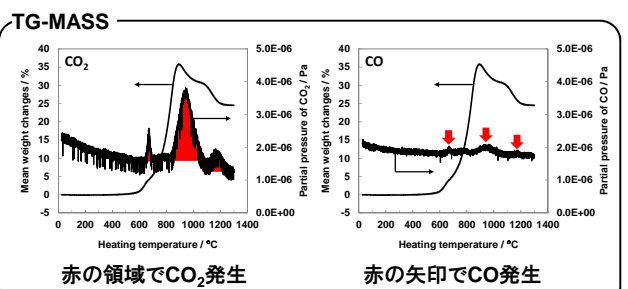 TG-MASS
CO₂
CO
Mean weight changes / %
40
35
30
25
20
15
10
5
0
-5
5.0E-06
4.0E-06
3.0E-06
2.0E-06
1.0E-06
0.0E+00
Partial pressure of CO₂ / Pa
0 200 400 600 800 1000 1200 1400
Heating temperature / °C
Mean weight changes / %
40
35
30
25
20
15
10
5
0
-5
5.0E-06
4.0E-06
3.0E-06
2.0E-06
1.0E-06
0.0E+00
Partial pressure of CO / Pa
0 200 400 600 800 1000 1200 1400
Heating temperature / °C
赤の領域でCO₂発生
赤の矢印でCO発生